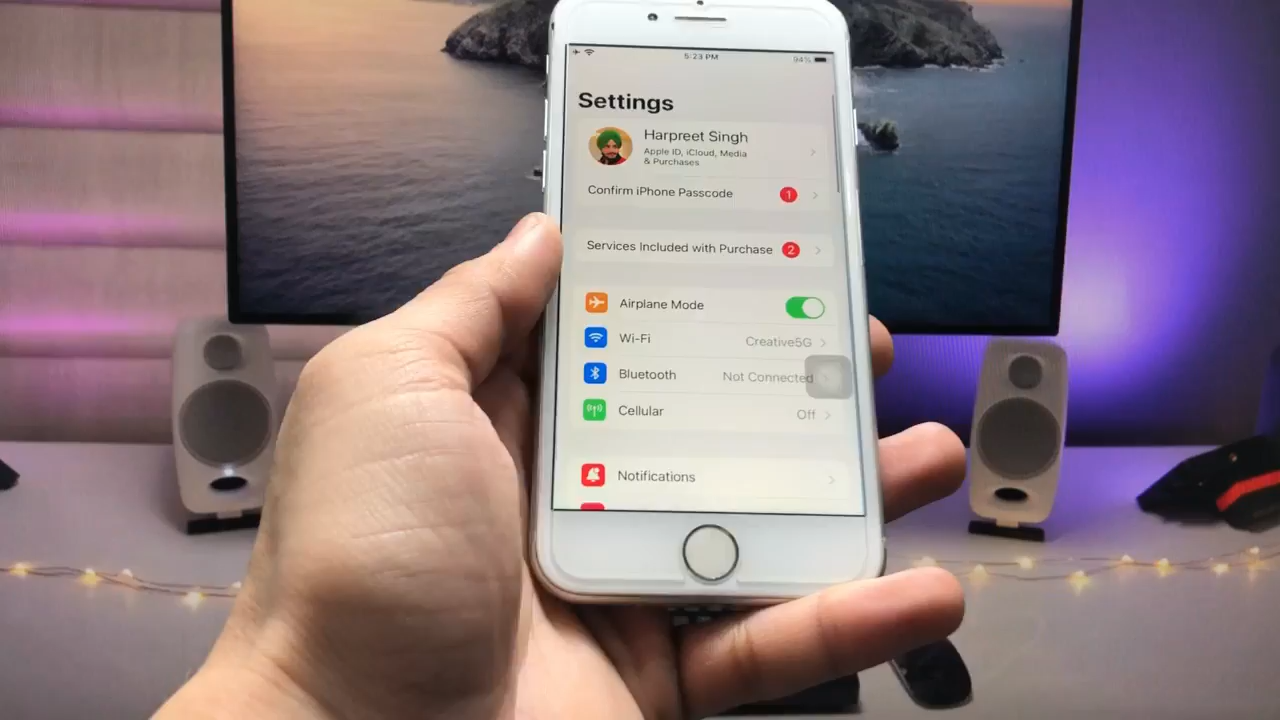 5:23 PM
94%
Settings
Harpreet Singh
Apple ID, iCloud, Media
& Purchases
Confirm iPhone Passcode
1
Services Included with Purchase
2
Airplane Mode
Wi-Fi
Creative5G
Bluetooth
Not Connected
Cellular
Off
Notifications